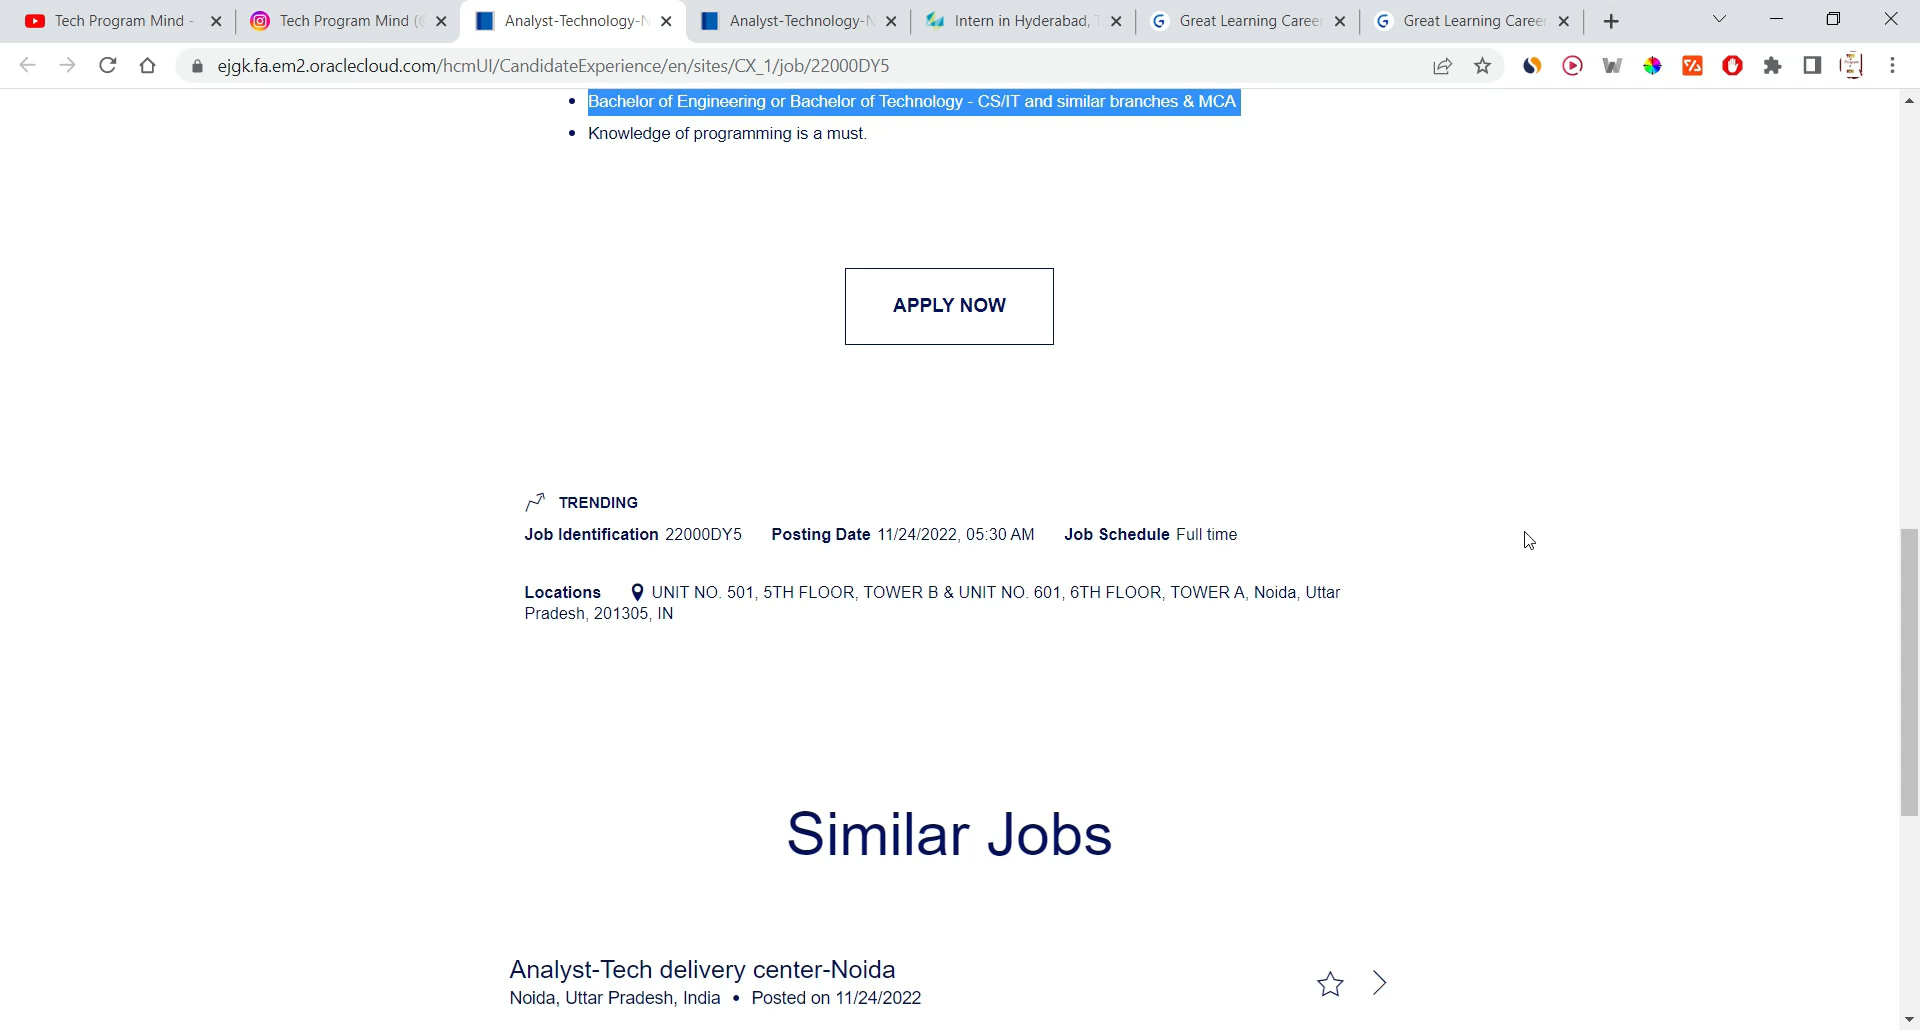 Tech Program Mind -
Tech Program Mind (
Analyst-Technology-N
Analyst-Technology-N
Intern in Hyderabad, T
Great Learning Career
Great Learning Career
ejgk.fa.em2.oraclecloud.com/hcmUI/CandidateExperience/en/sites/CX_1/job/22000DY5
• Bachelor of Engineering or Bachelor of Technology - CS/IT and similar branches & MCA
• Knowledge of programming is a must.
APPLY NOW
TRENDING
Job Identification 22000DY5 Posting Date 11/24/2022, 05:30 AM Job Schedule Full time
Locations UNIT NO. 501, 5TH FLOOR, TOWER B & UNIT NO. 601, 6TH FLOOR, TOWER A, Noida, Uttar
Pradesh, 201305, IN
Similar Jobs
Analyst-Tech delivery center-Noida
Noida, Uttar Pradesh, India • Posted on 11/24/2022